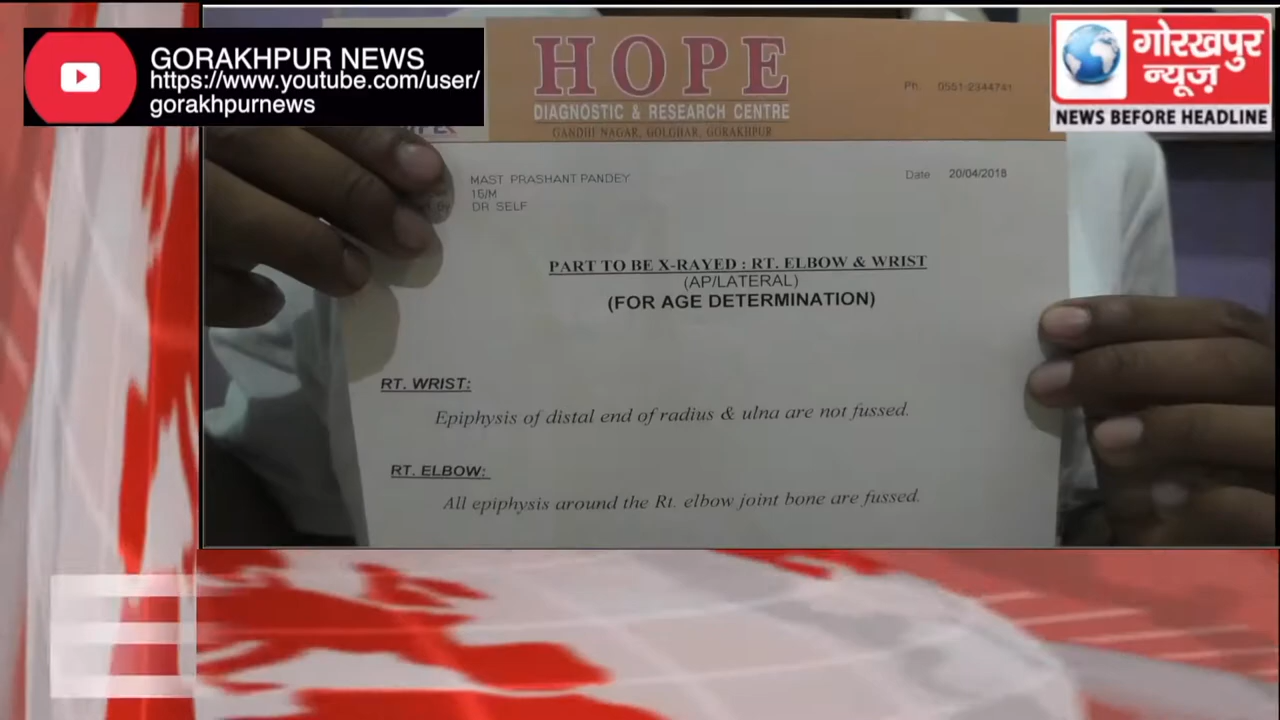 GORAKHPUR NEWS
https://www.youtube.com/user/
gorakhpurnews
गोरखपुर
न्यूज़
NEWS BEFORE HEADLINE
HOPE
DIAGNOSTIC & RESEARCH CENTRE
GANDHI NAGAR, GOLGHAR, GORAKHPUR
Ph. 0551-2344741
MAST PRASHANT PANDEY
Date 20/04/2018
15/M
DR SELF
PART TO BE X-RAYED : RT. ELBOW & WRIST
(AP/LATERAL)
(FOR AGE DETERMINATION)
RT. WRIST:
Epiphysis of distal end of radius & ulna are not fussed.
RT. ELBOW:
All epiphysis around the Rt. elbow joint bone are fussed.